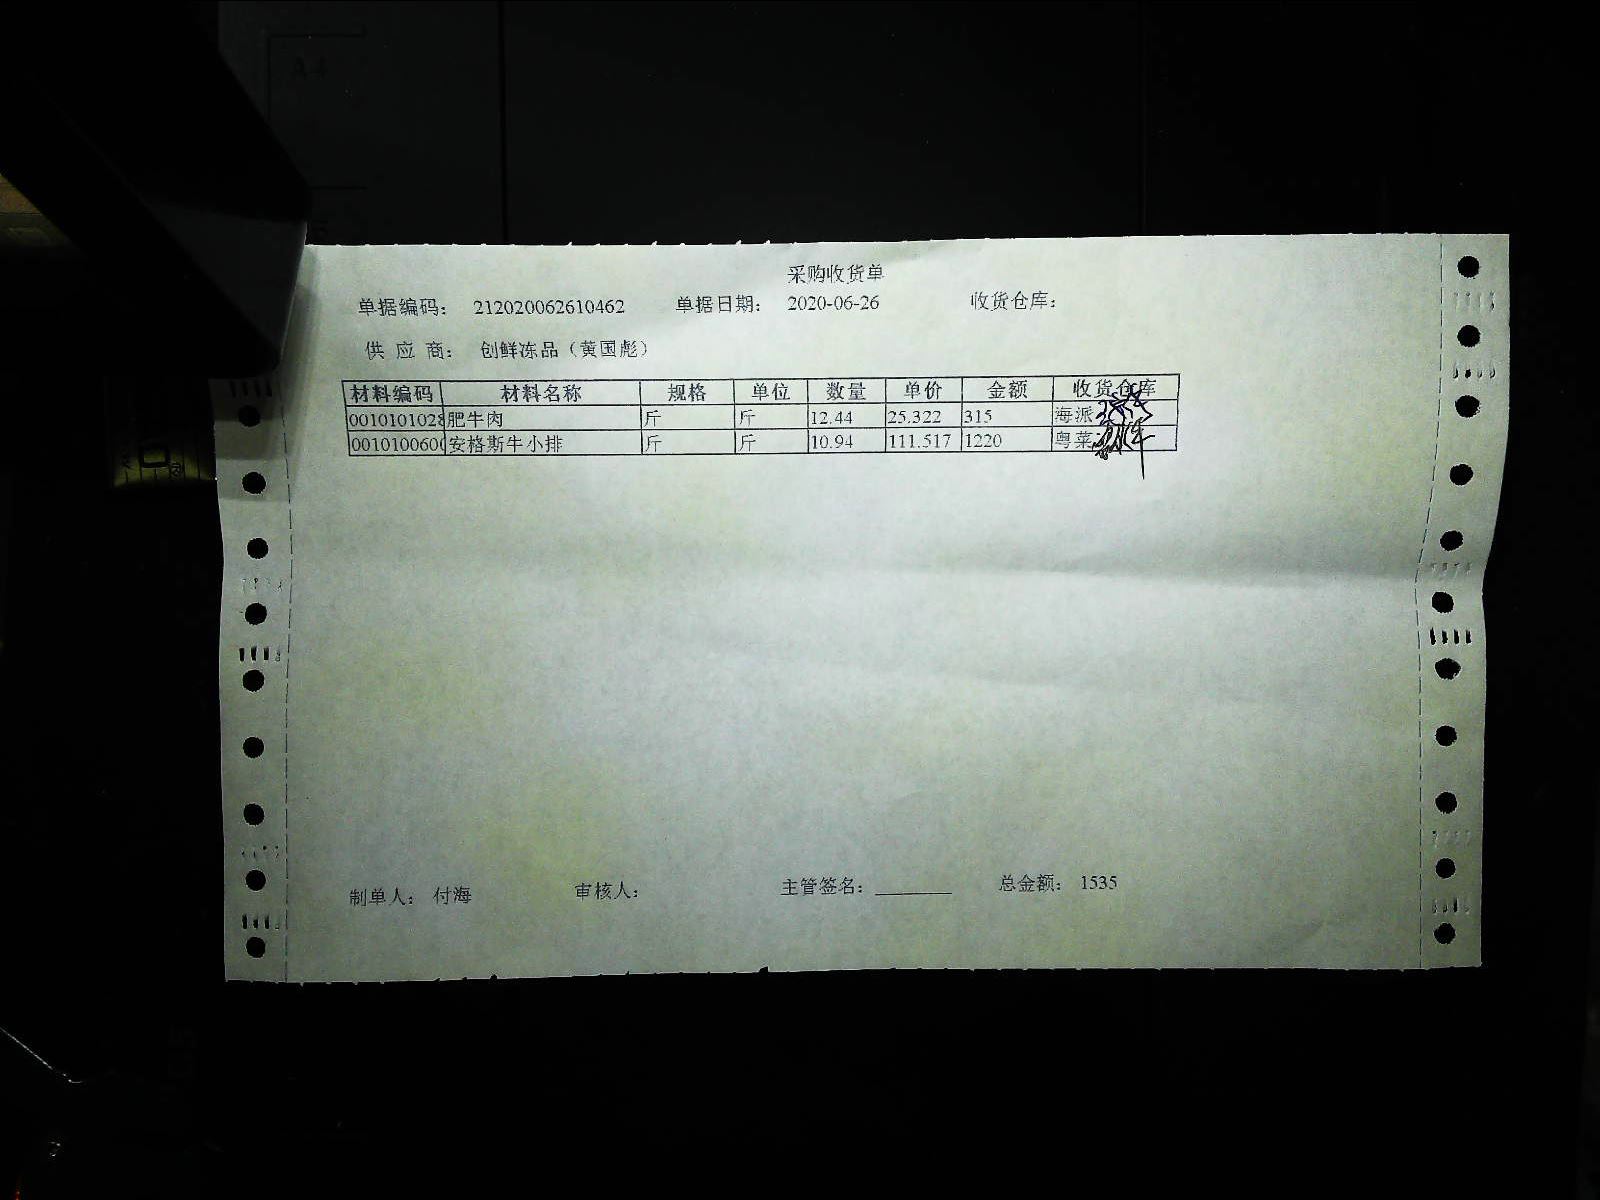 采购收货单
单据编码: 212020062610462 单据日期: 2020-06-26 收货仓库:
供 应 商: 创鲜冻品（黄国彪）
材料编码 材料名称 规格 单位 数量 单价 金额 收货仓库
0010101028 肥牛肉 斤 斤 12.44 25.322 315 海派
001010060 安格斯牛小排 斤 斤 10.94 111.517 1220 粤菜
制单人: 付海 审核人: 主管签名: 总金额: 1535